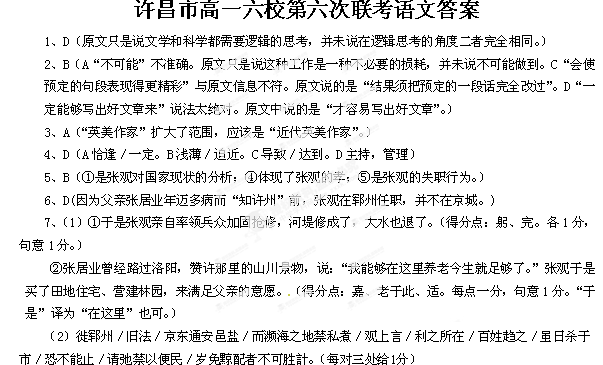 许昌市高一六校第六次联考语文答案
1、D（原文只是说文学和科学都需要逻辑的思考，并未说在逻辑思考的角度二者完全相同。）
2、B（A“不可能”不准确。原文只是说这种工作是一种不必要的损耗，并未说不可能做到。C“会使
预定的句段表现得更精彩”与原文信息不符。原文说的是“结果须把预定的一段话完全改过”。D“一
定能够写出好文章来”说法太绝对。原文中说的是“才容易写出好文章”。）
3、A（“英美作家”扩大了范围，应该是“近代英美作家”。）
4、D（A恰逢／一定。B浅薄／迫近。C导致／达到。D主持，管理）
5、B（①是张观对国家现状的分析；④体现了张观的孝；⑤是张观的失职行为。）
6、D(因为父亲张居业年迈多病而“知许州”前，张观在郓州任职，并不在京城。）
7、（1）①于是张观亲自率领兵众加固抢修，河堤修成了，大水也退了。（得分点：躬、完。各 1分，
句意 1分。）
②张居业曾经路过洛阳，赞许那里的山川景物，说：“我能够在这里养老今生就足够了。”张观于是
买了田地住宅、营建林园，来满足父亲的意愿。（得分点：嘉、老于此、适。每点一分，句意 1分。“于
是”译为“在这里”也可。）
（2）徙郓州／旧法／京东通安邑盐／而濒海之地禁私煮／观上言／利之所在／百姓趋之／虽日杀于
市／恐不能止／请弛禁以便民／岁免黥配者不可胜計。（每对三处给1分）